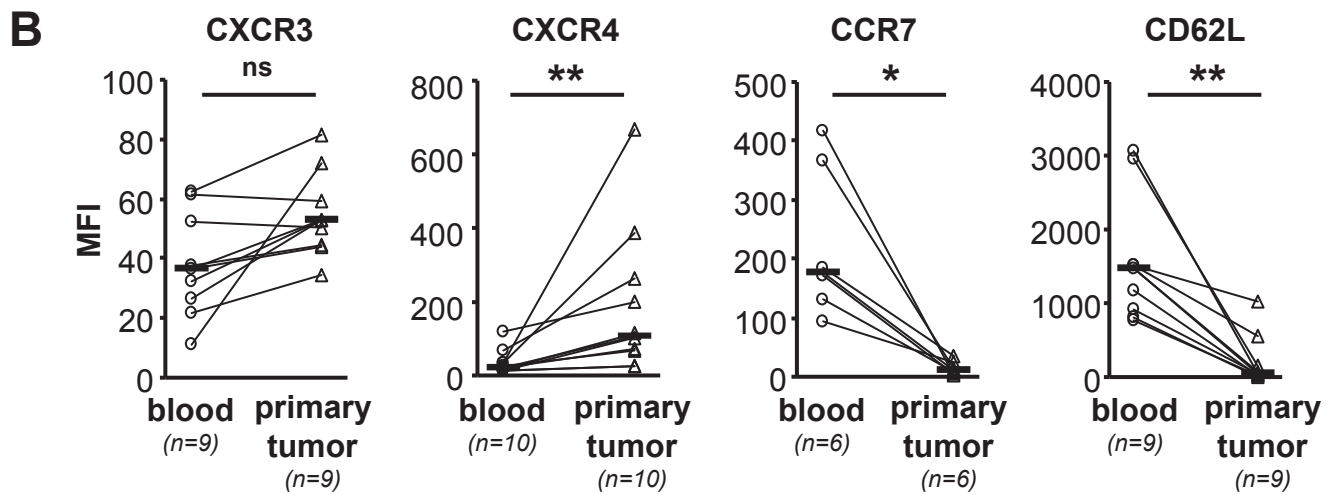 B
CXCR3
CXCR4
CCR7
CD62L
ns
**
*
**
MFI
100
80
60
40
20
0
800
600
400
200
0
500
400
300
200
100
0
4000
3000
2000
1000
0
blood
(n=9)
primary
tumor
(n=9)
blood
(n=10)
primary
tumor
(n=10)
blood
(n=6)
primary
tumor
(n=6)
blood
(n=9)
primary
tumor
(n=9)